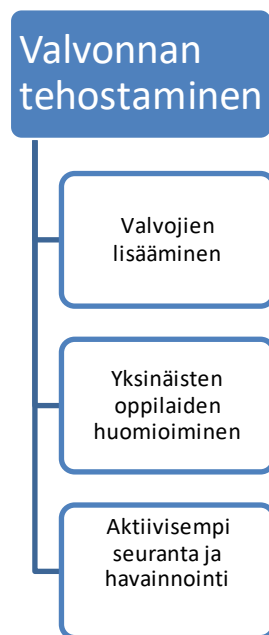 Valvonnan
tehostaminen
Valvojien
lisääminen
Yksinäisten
oppilaiden
huomioiminen
Aktiivisempi
seuranta ja
havainnointi